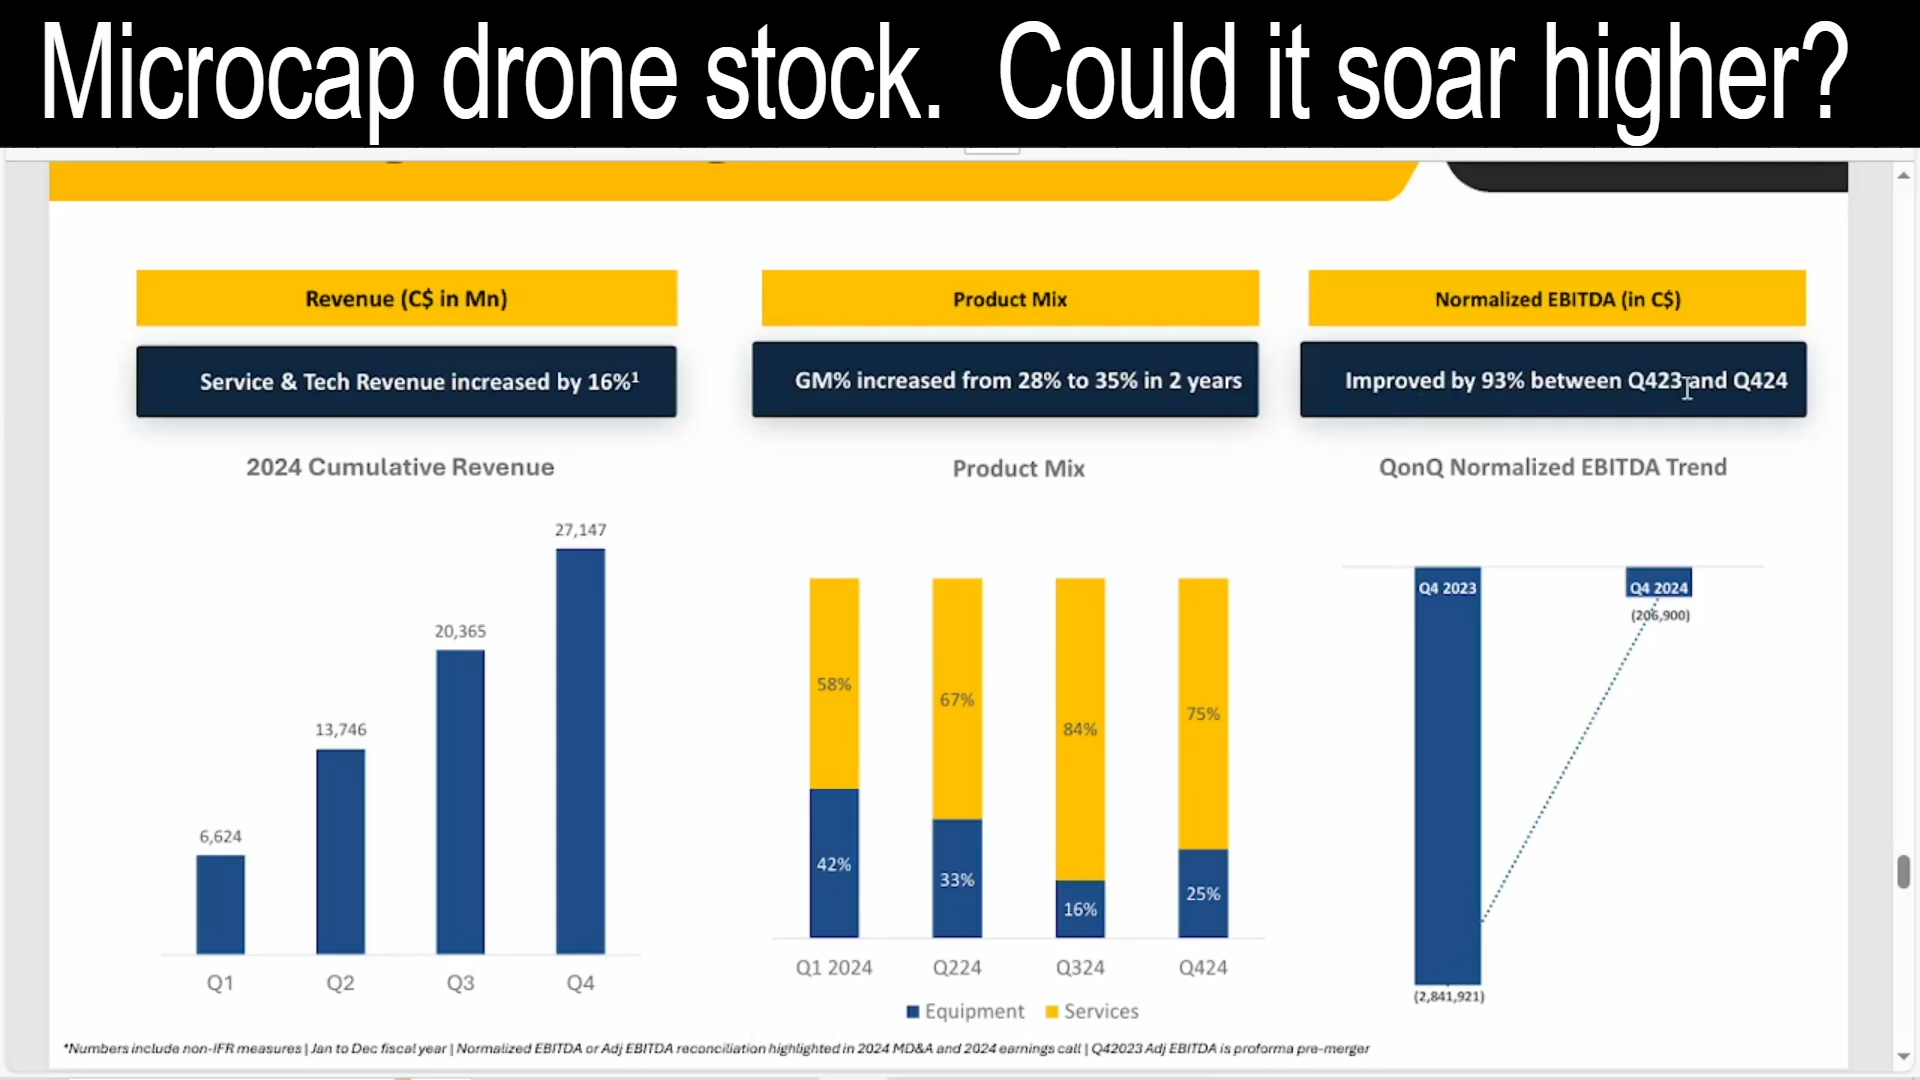 Microcap drone stock. Could it soar higher?
Revenue (C$ in Mn)
Service & Tech Revenue increased by 16%¹
2024 Cumulative Revenue
27,147
20,365
13,746
6,624
Q1 Q2 Q3 Q4
Product Mix
GM% increased from 28% to 35% in 2 years
Product Mix
58% 67% 84% 75%
42% 33% 16% 25%
Q1 2024 Q224 Q324 Q424
Equipment Services
Normalized EBITDA (in C$)
Improved by 93% between Q423 and Q424
QonQ Normalized EBITDA Trend
Q4 2023 Q4 2024
(206,900)
(2,841,921)
*Numbers include non-IFR measures | Jan to Dec fiscal year | Normalized EBITDA or Adj EBITDA reconciliation highlighted in 2024 MD&A and 2024 earnings call | Q42023 Adj EBITDA is proforma pre-merger